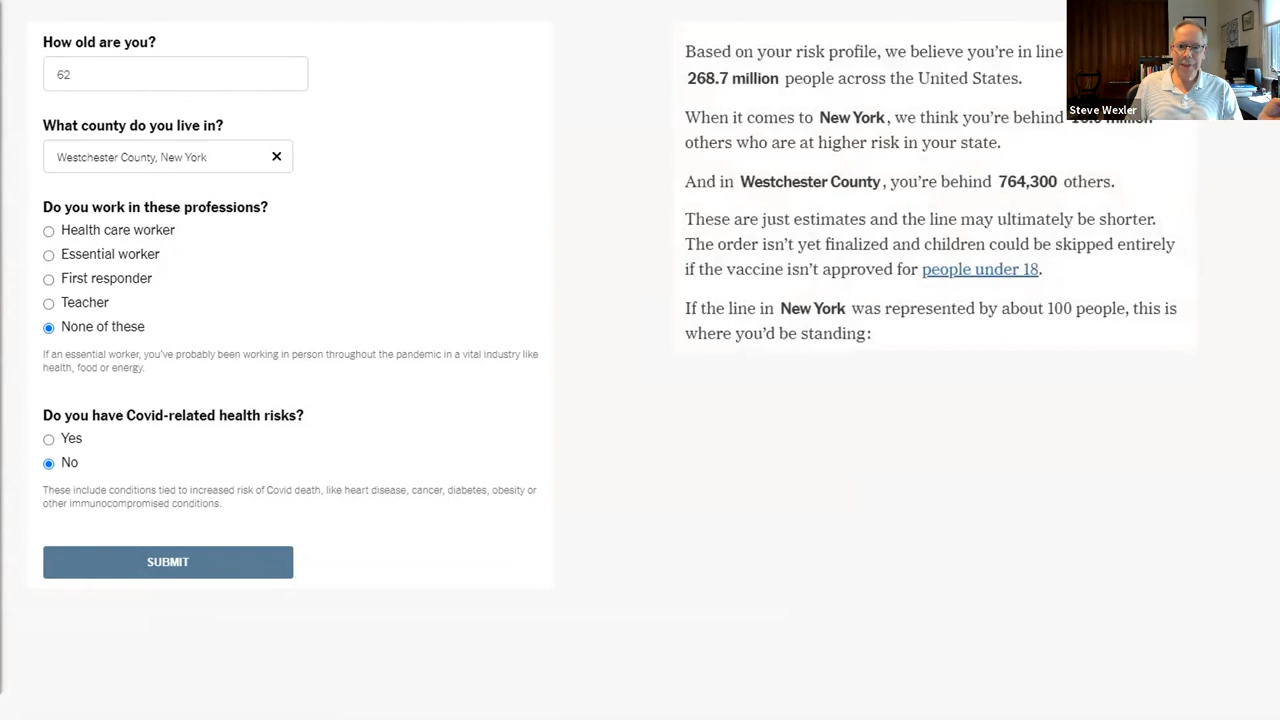 How old are you?
62
What county do you live in?
Westchester County, New York ×
Do you work in these professions?
Health care worker
Essential worker
First responder
Teacher
None of these
If an essential worker, you've probably been working in person throughout the pandemic in a vital industry like
health, food or energy.
Do you have Covid-related health risks?
Yes
No
These include conditions tied to increased risk of Covid death, like heart disease, cancer, diabetes, obesity or
other immunocompromised conditions.
SUBMIT
Based on your risk profile, we believe you're in line
268.7 million people across the United States.
When it comes to New York, we think you're behind
others who are at higher risk in your state.
And in Westchester County, you're behind 764,300 others.
These are just estimates and the line may ultimately be shorter.
The order isn't yet finalized and children could be skipped entirely
if the vaccine isn't approved for people under 18.
If the line in New York was represented by about 100 people, this is
where you'd be standing:
Steve Wexler